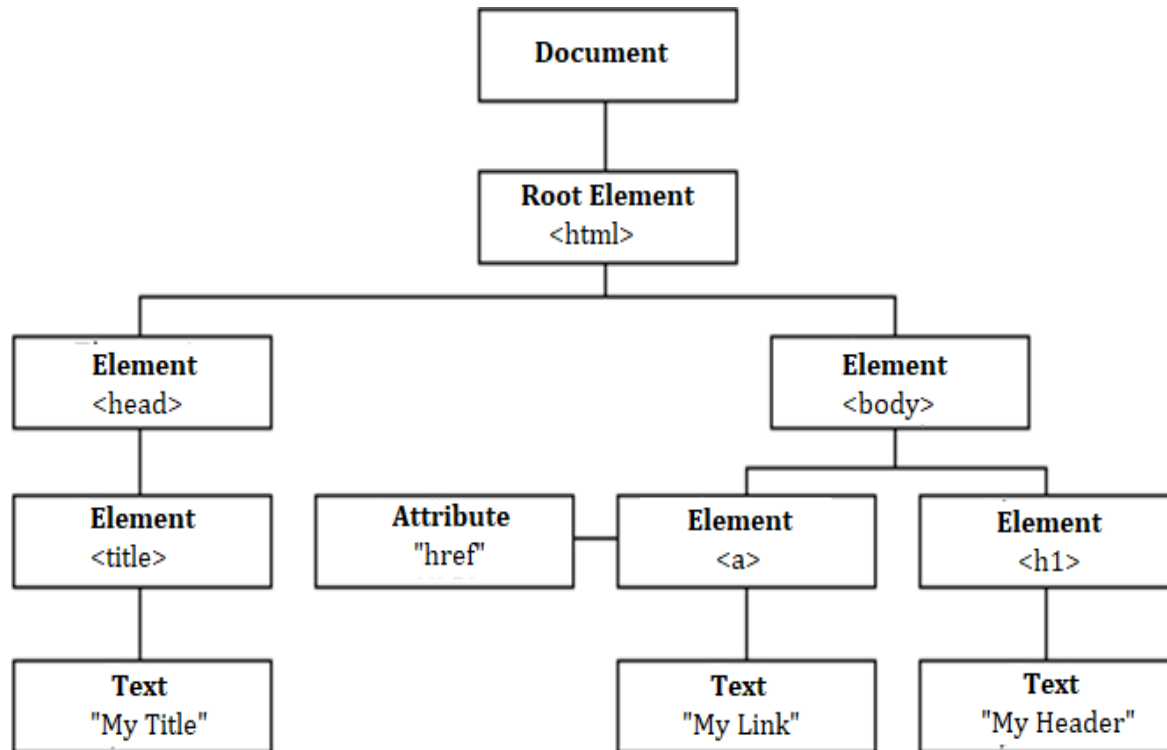 Document
Root Element
<html>
Element
<head>
Element
<body>
Element
<title>
Attribute
"href"
Element
<a>
Element
<h1>
Text
"My Title"
Text
"My Link"
Text
"My Header"